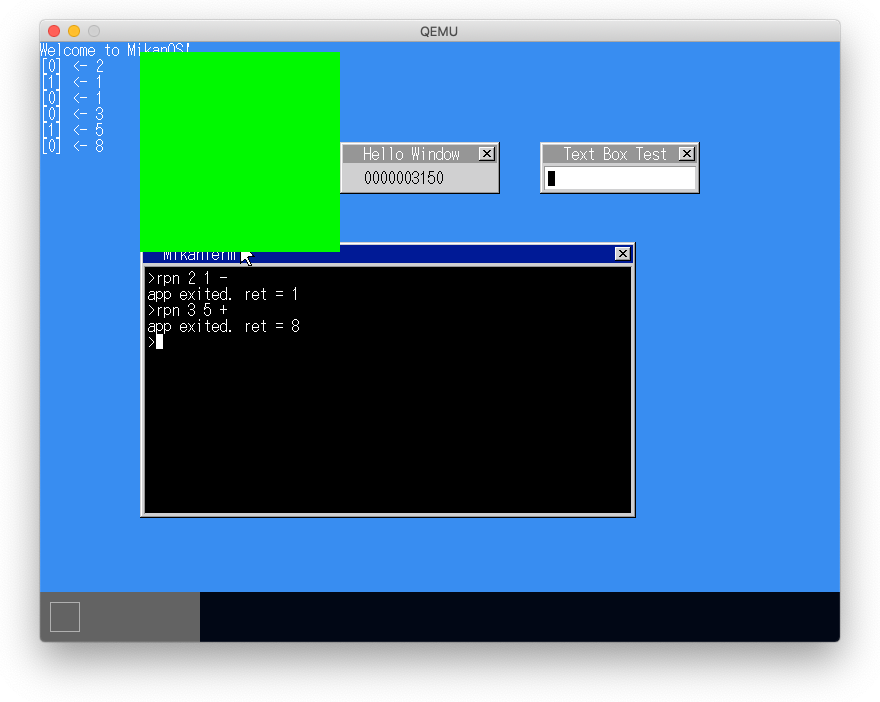 QEMU
Welcome to MikanOS!
[0] <- 2
[1] <- 1
[0] <- 1
[0] <- 3
[1] <- 5
[0] <- 8
Hello Window
0000003150
Text Box Test
MikanTerm
>rpn 2 1 -
app exited. ret = 1
>rpn 3 5 +
app exited. ret = 8
>